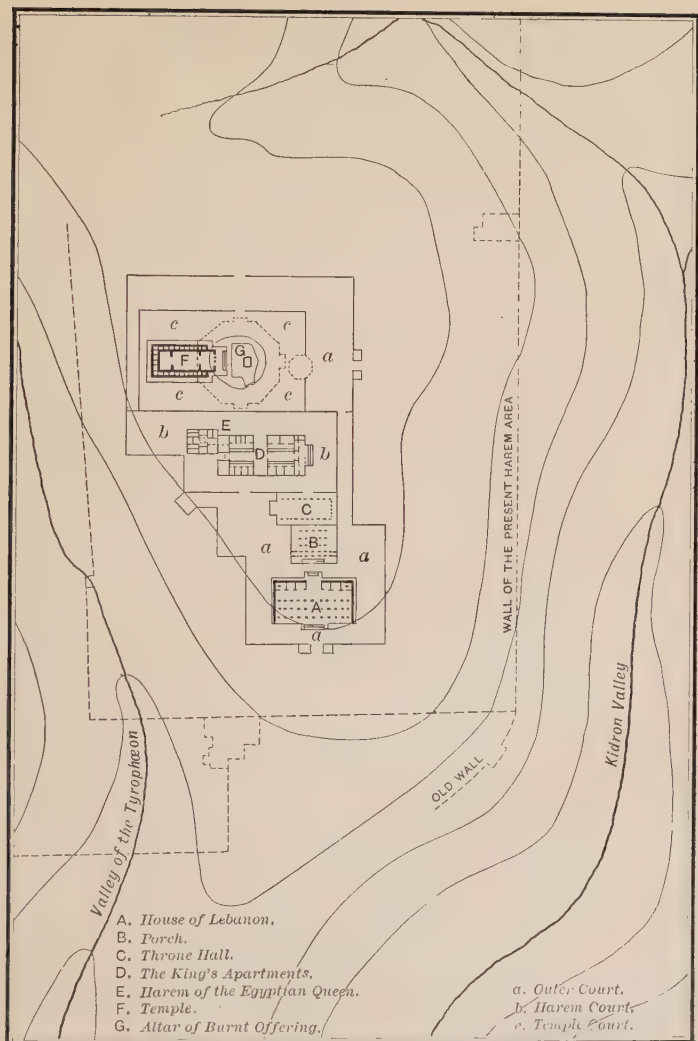 c
c
G
F
a
c
c
E
b
D
b
C
B
a
a
A
a
WALL OF THE PRESENT HAREM AREA
Kidron Valley
OLD WALL
Valley of the Tyrophœon
A. House of Lebanon.
B. Porch.
C. Throne Hall.
D. The King's Apartments.
E. Harem of the Egyptian Queen.
F. Temple.
G. Altar of Burnt Offering.
a. Outer Court.
b. Harem Court.
c. Temple Court.